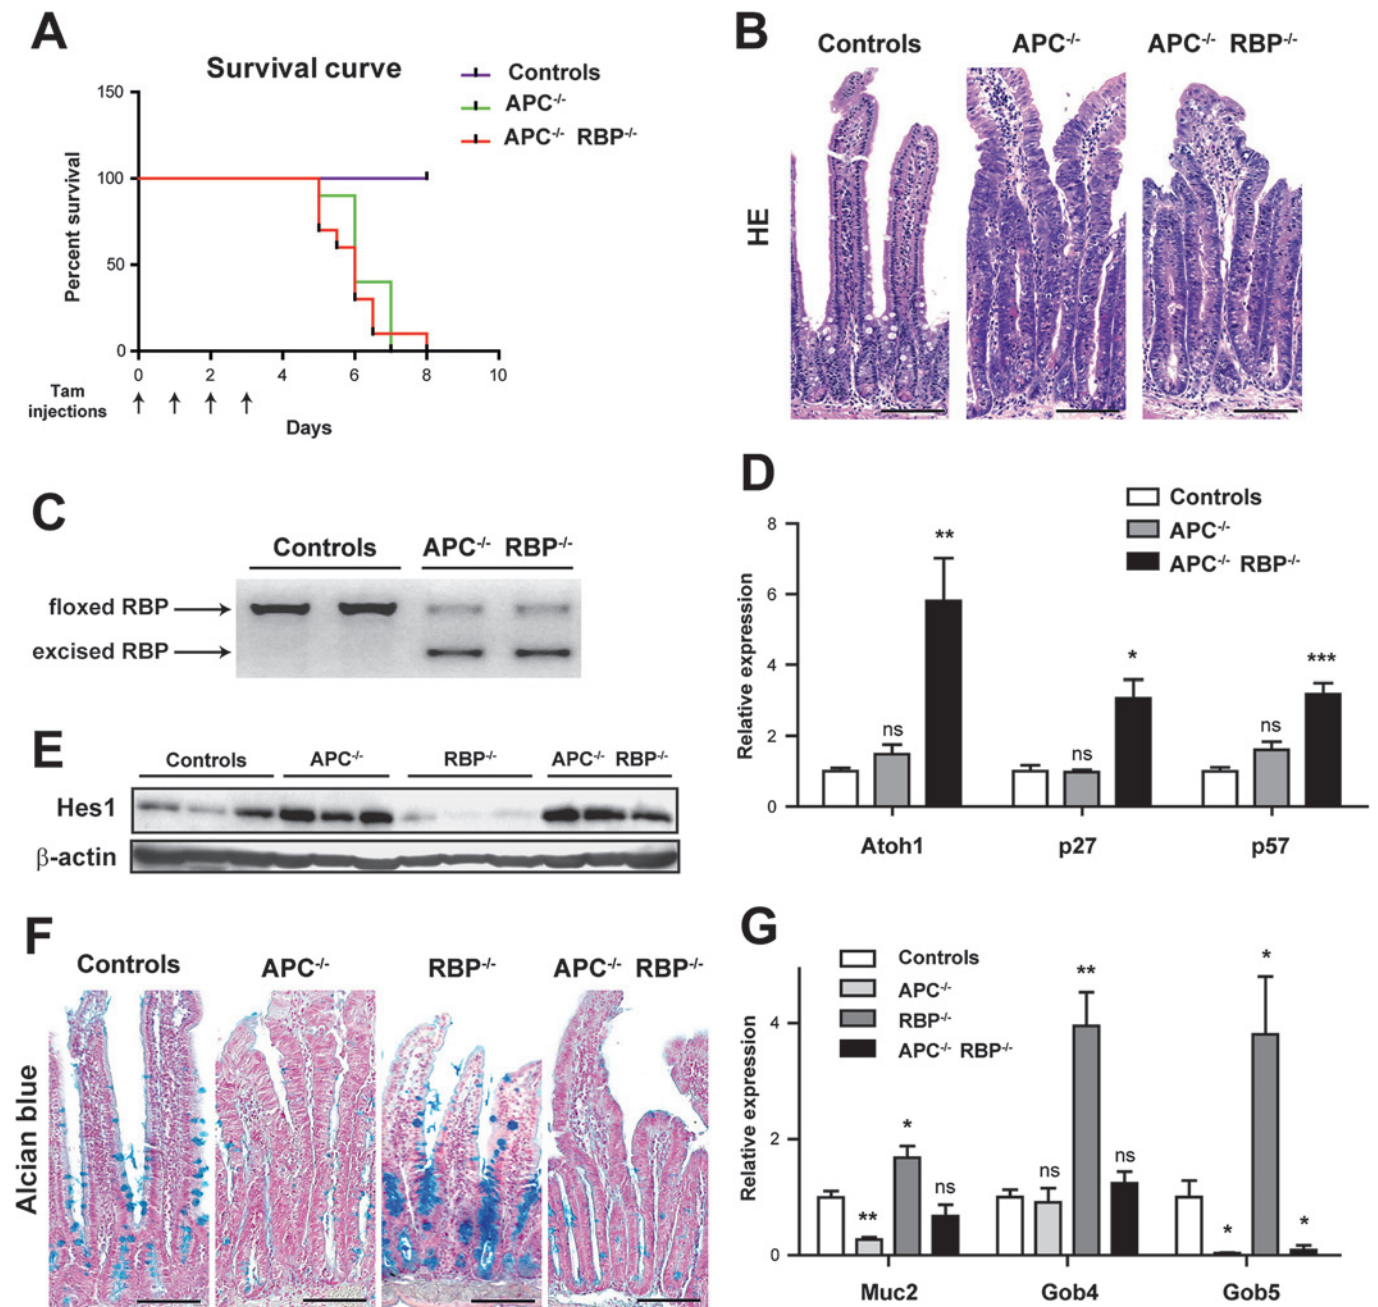 A
Survival curve
Controls
APC-/-
APC-/- RBP-/-
Percent survival
150
100
50
0
0 2 4 6 8 10
Tam
injections
Days
B
Controls APC-/- APC-/- RBP-/-
HE
C
Controls APC-/- RBP-/-
floxed RBP
excised RBP
D
Controls
APC-/-
APC-/- RBP-/-
Relative expression
8
6
4
2
0
** * ***
ns ns ns
Atoh1 p27 p57
E
Controls APC-/- RBP-/- APC-/- RBP-/-
Hes1
β-actin
F
Controls APC-/- RBP-/- APC-/- RBP-/-
Alcian blue
G
Controls
APC-/-
RBP-/-
APC-/- RBP-/-
Relative expression
4
2
0
** * ns
ns ** ns
* * *
Muc2 Gob4 Gob5